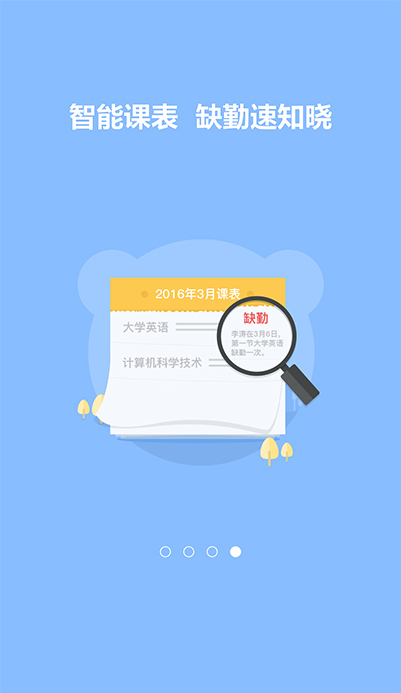 智能课表 缺勤速知晓
2016年3月课表
缺勤
李涛在3月6日,
第一节大学英语
缺勤一次。
大学英语
计算机科学技术